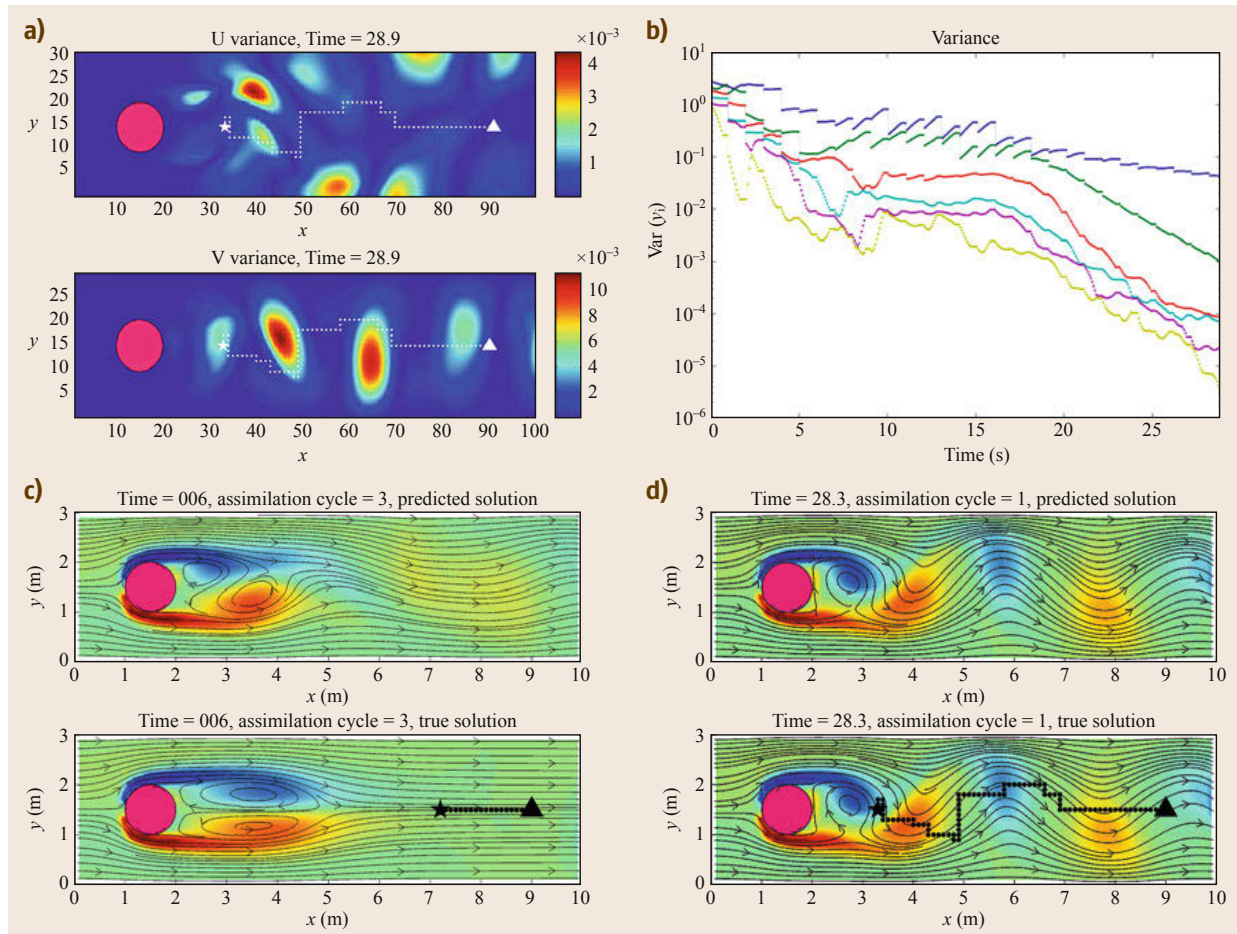 a)
U variance, Time = 28.9
×10⁻³
30
25
20
15
10
5
y
10 20 30 40 50 60 70 80 90
x
4
3
2
1
V variance, Time = 28.9
×10⁻³
25
20
15
10
5
y
10 20 30 40 50 60 70 80 90 100
x
10
8
6
4
2
b)
Variance
Var (yᵢ)
10¹
10⁰
10⁻¹
10⁻²
10⁻³
10⁻⁴
10⁻⁵
10⁻⁶
0 5 10 15 20 25
Time (s)
c)
Time = 006, assimilation cycle = 3, predicted solution
y (m)
3
2
1
0
0 1 2 3 4 5 6 7 8 9 10
x (m)
Time = 006, assimilation cycle = 3, true solution
y (m)
3
2
1
0
0 1 2 3 4 5 6 7 8 9 10
x (m)
d)
Time = 28.3, assimilation cycle = 1, predicted solution
y (m)
3
2
1
0
0 1 2 3 4 5 6 7 8 9 10
x (m)
Time = 28.3, assimilation cycle = 1, true solution
y (m)
3
2
1
0
0 1 2 3 4 5 6 7 8 9 10
x (m)